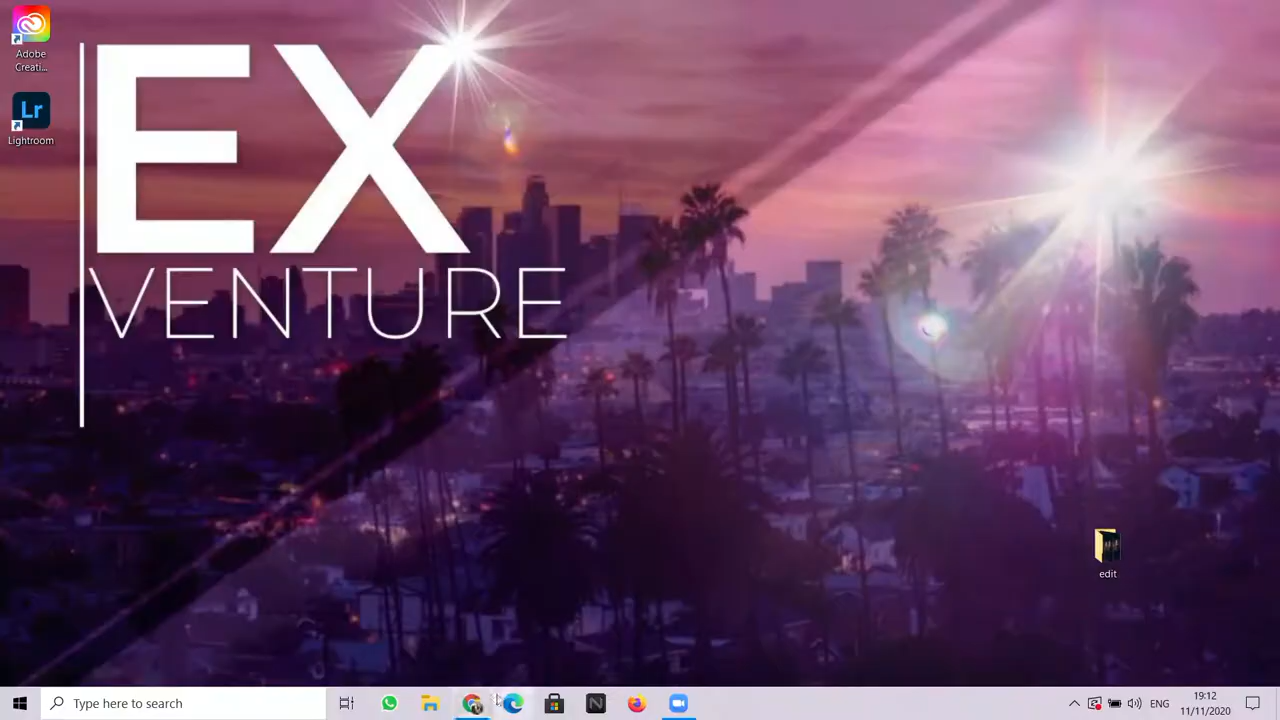 Adobe
Creati...
Lr
Lightroom
EX
VENTURE
edit
Type here to search
N
ENG
19:12
11/11/2020